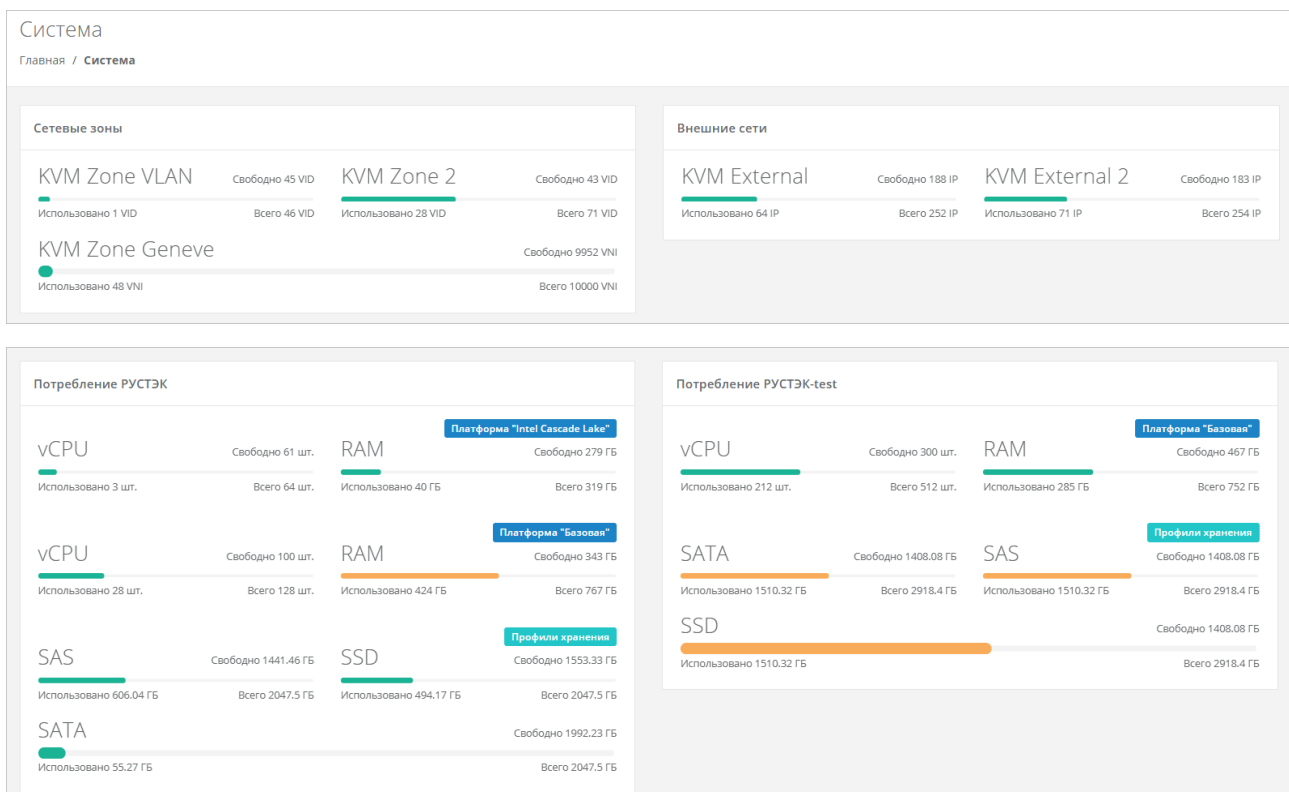 Система
Главная / Система
Сетевые зоны
KVM Zone VLAN Свободно 45 VID
Использовано 1 VID Всего 46 VID
KVM Zone 2 Свободно 43 VID
Использовано 28 VID Всего 71 VID
KVM Zone Geneve Свободно 9952 VNI
Использовано 48 VNI Всего 10000 VNI
Внешние сети
KVM External Свободно 188 IP
Использовано 64 IP Всего 252 IP
KVM External 2 Свободно 183 IP
Использовано 71 IP Всего 254 IP
Потребление РУСТЭК
Платформа "Intel Cascade Lake"
vCPU Свободно 61 шт.
Использовано 3 шт. Всего 64 шт.
RAM Свободно 279 ГБ
Использовано 40 ГБ Всего 319 ГБ
Платформа "Базовая"
vCPU Свободно 100 шт.
Использовано 28 шт. Всего 128 шт.
RAM Свободно 343 ГБ
Использовано 424 ГБ Всего 767 ГБ
Профили хранения
SAS Свободно 1441.46 ГБ
Использовано 606.04 ГБ Всего 2047.5 ГБ
SSD Свободно 1553.33 ГБ
Использовано 494.17 ГБ Всего 2047.5 ГБ
SATA Свободно 1992.23 ГБ
Использовано 55.27 ГБ Всего 2047.5 ГБ
Потребление РУСТЭК-test
Платформа "Базовая"
vCPU Свободно 300 шт.
Использовано 212 шт. Всего 512 шт.
RAM Свободно 467 ГБ
Использовано 285 ГБ Всего 752 ГБ
Профили хранения
SATA Свободно 1408.08 ГБ
Использовано 1510.32 ГБ Всего 2918.4 ГБ
SAS Свободно 1408.08 ГБ
Использовано 1510.32 ГБ Всего 2918.4 ГБ
SSD Свободно 1408.08 ГБ
Использовано 1510.32 ГБ Всего 2918.4 ГБ